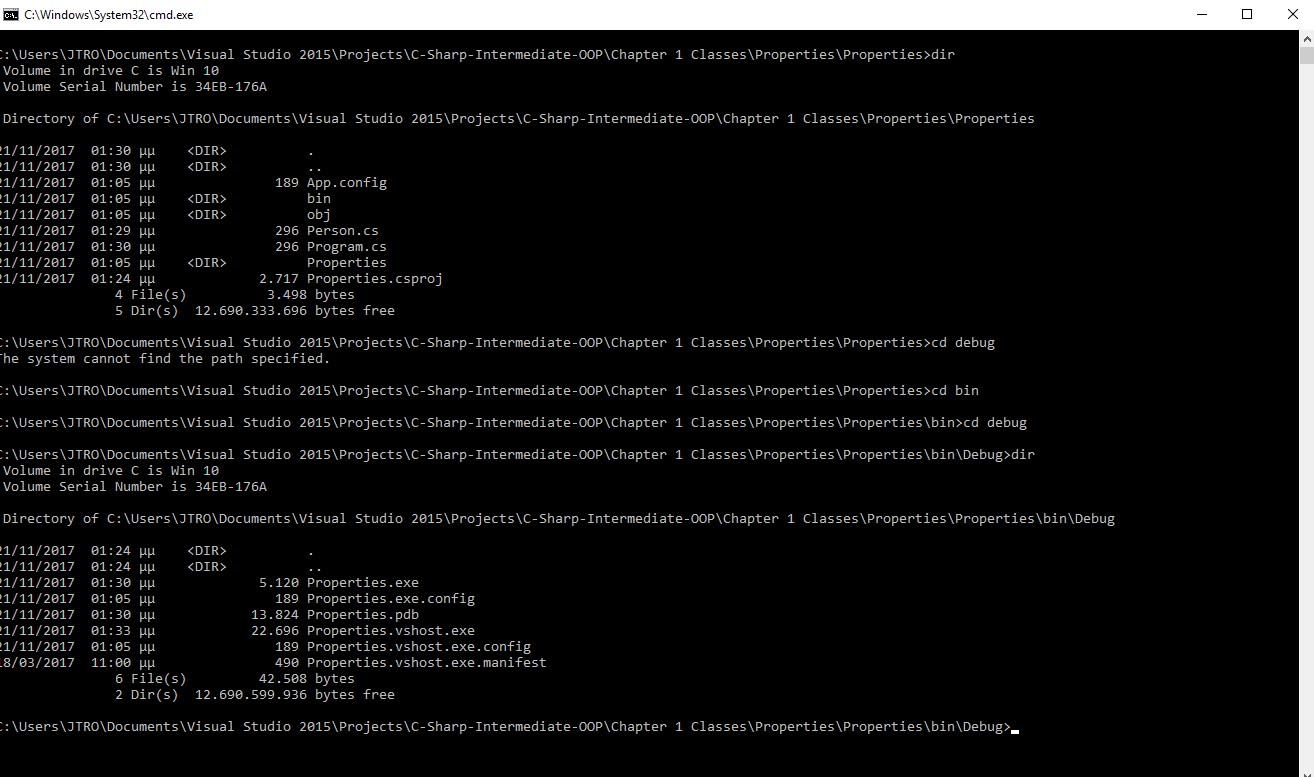 C:\Windows\System32\cmd.exe
C:\Users\JTRO\Documents\Visual Studio 2015\Projects\C-Sharp-Intermediate-OOP\Chapter 1 Classes\Properties\Properties>dir
Volume in drive C is Win 10
Volume Serial Number is 34EB-176A
Directory of C:\Users\JTRO\Documents\Visual Studio 2015\Projects\C-Sharp-Intermediate-OOP\Chapter 1 Classes\Properties\Properties
21/11/2017  01:30 μμ    <DIR>          .
21/11/2017  01:30 μμ    <DIR>          ..
21/11/2017  01:05 μμ               189 App.config
21/11/2017  01:05 μμ    <DIR>          bin
21/11/2017  01:05 μμ    <DIR>          obj
21/11/2017  01:29 μμ               296 Person.cs
21/11/2017  01:30 μμ               296 Program.cs
21/11/2017  01:05 μμ    <DIR>          Properties
21/11/2017  01:24 μμ             2.717 Properties.csproj
4 File(s)          3.498 bytes
5 Dir(s)  12.690.333.696 bytes free
C:\Users\JTRO\Documents\Visual Studio 2015\Projects\C-Sharp-Intermediate-OOP\Chapter 1 Classes\Properties\Properties>cd debug
The system cannot find the path specified.
C:\Users\JTRO\Documents\Visual Studio 2015\Projects\C-Sharp-Intermediate-OOP\Chapter 1 Classes\Properties\Properties>cd bin
C:\Users\JTRO\Documents\Visual Studio 2015\Projects\C-Sharp-Intermediate-OOP\Chapter 1 Classes\Properties\Properties\bin>cd debug
C:\Users\JTRO\Documents\Visual Studio 2015\Projects\C-Sharp-Intermediate-OOP\Chapter 1 Classes\Properties\Properties\bin\Debug>dir
Volume in drive C is Win 10
Volume Serial Number is 34EB-176A
Directory of C:\Users\JTRO\Documents\Visual Studio 2015\Projects\C-Sharp-Intermediate-OOP\Chapter 1 Classes\Properties\Properties\bin\Debug
21/11/2017  01:24 μμ    <DIR>          .
21/11/2017  01:24 μμ    <DIR>          ..
21/11/2017  01:30 μμ             5.120 Properties.exe
21/11/2017  01:05 μμ               189 Properties.exe.config
21/11/2017  01:30 μμ            13.824 Properties.pdb
21/11/2017  01:33 μμ            22.696 Properties.vshost.exe
21/11/2017  01:05 μμ               189 Properties.vshost.exe.config
18/03/2017  11:00 μμ               490 Properties.vshost.exe.manifest
6 File(s)         42.508 bytes
2 Dir(s)  12.690.599.936 bytes free
C:\Users\JTRO\Documents\Visual Studio 2015\Projects\C-Sharp-Intermediate-OOP\Chapter 1 Classes\Properties\Properties\bin\Debug>